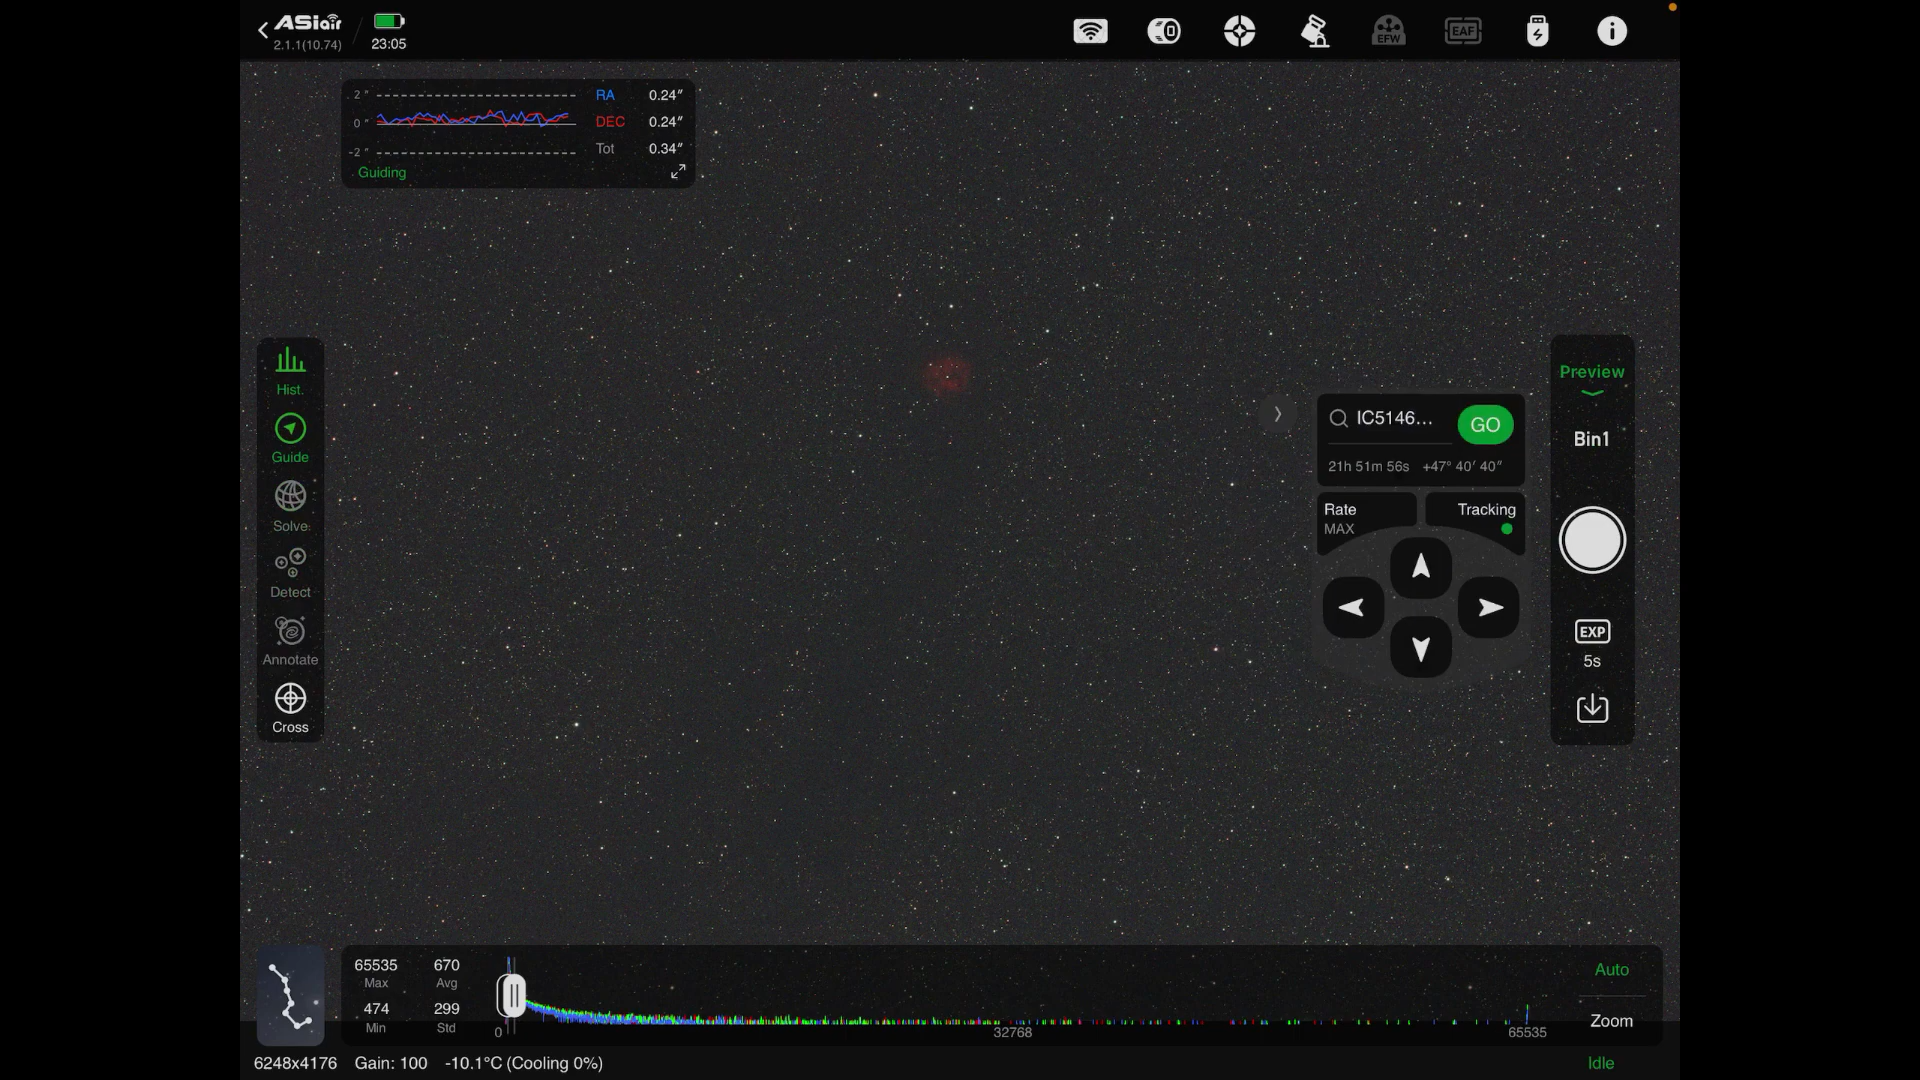 ASIair
2.1.1(10.74)
23:05
EFW
EAF
2 "
0 "
-2 "
RA 0.24"
DEC 0.24"
Tot 0.34"
Guiding
Hist.
Guide
Solve
Detect
Annotate
Cross
IC5146...
GO
21h 51m 56s +47° 40′ 40″
Rate
MAX
Tracking
Preview
Bin1
EXP
5s
65535
Max
670
Avg
474
Min
299
Std
0
32768
65535
Auto
Zoom
6248x4176 Gain: 100 -10.1°C (Cooling 0%)
Idle